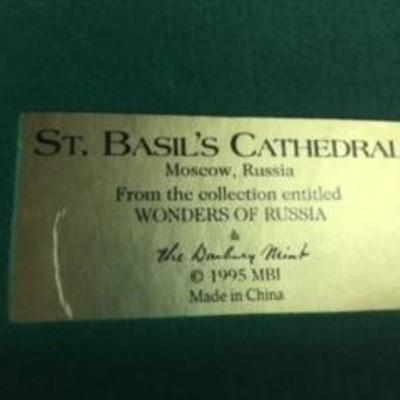 ST. BASIL'S CATHEDRAL
Moscow, Russia
From the collection entitled
WONDERS OF RUSSIA
&
the Danbury Mint
© 1995 MBI
Made in China